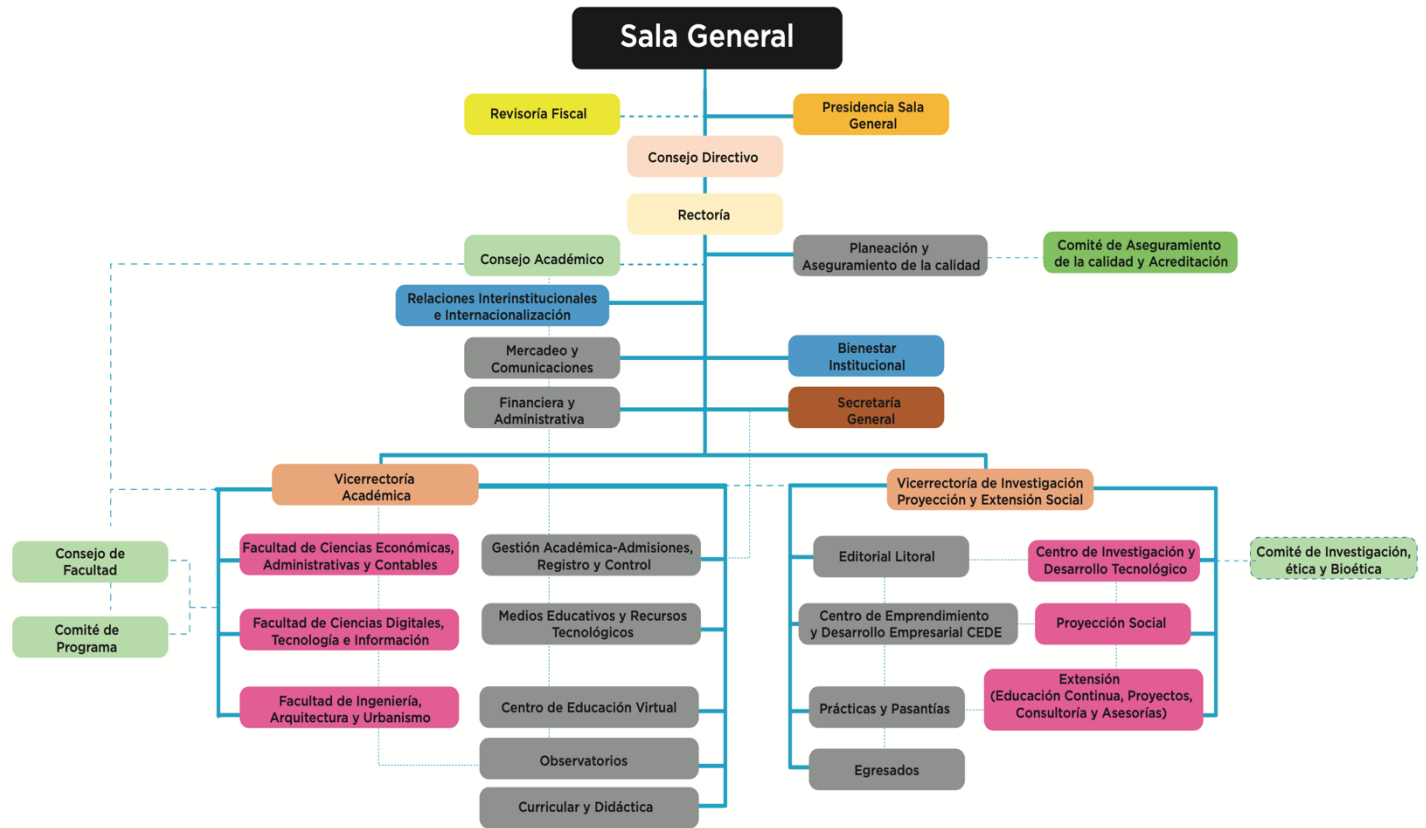 Sala General
Revisoría Fiscal
Presidencia Sala
General
Consejo Directivo
Rectoría
Consejo Académico
Planeación y
Aseguramiento de la calidad
Comité de Aseguramiento
de la calidad y Acreditación
Relaciones Interinstitucionales
e Internacionalización
Mercadeo y
Comunicaciones
Bienestar
Institucional
Financiera y
Administrativa
Secretaría
General
Vicerrectoría
Académica
Vicerrectoría de Investigación
Proyección y Extensión Social
Consejo de
Facultad
Comité de
Programa
Facultad de Ciencias Económicas,
Administrativas y Contables
Facultad de Ciencias Digitales,
Tecnología e Información
Facultad de Ingeniería,
Arquitectura y Urbanismo
Gestión Académica-Admisiones,
Registro y Control
Medios Educativos y Recursos
Tecnológicos
Centro de Educación Virtual
Observatorios
Curricular y Didáctica
Editorial Litoral
Centro de Emprendimiento
y Desarrollo Empresarial CEDE
Prácticas y Pasantías
Egresados
Centro de Investigación y
Desarrollo Tecnológico
Proyección Social
Extensión
(Educación Continua, Proyectos,
Consultoría y Asesorías)
Comité de Investigación,
ética y Bioética